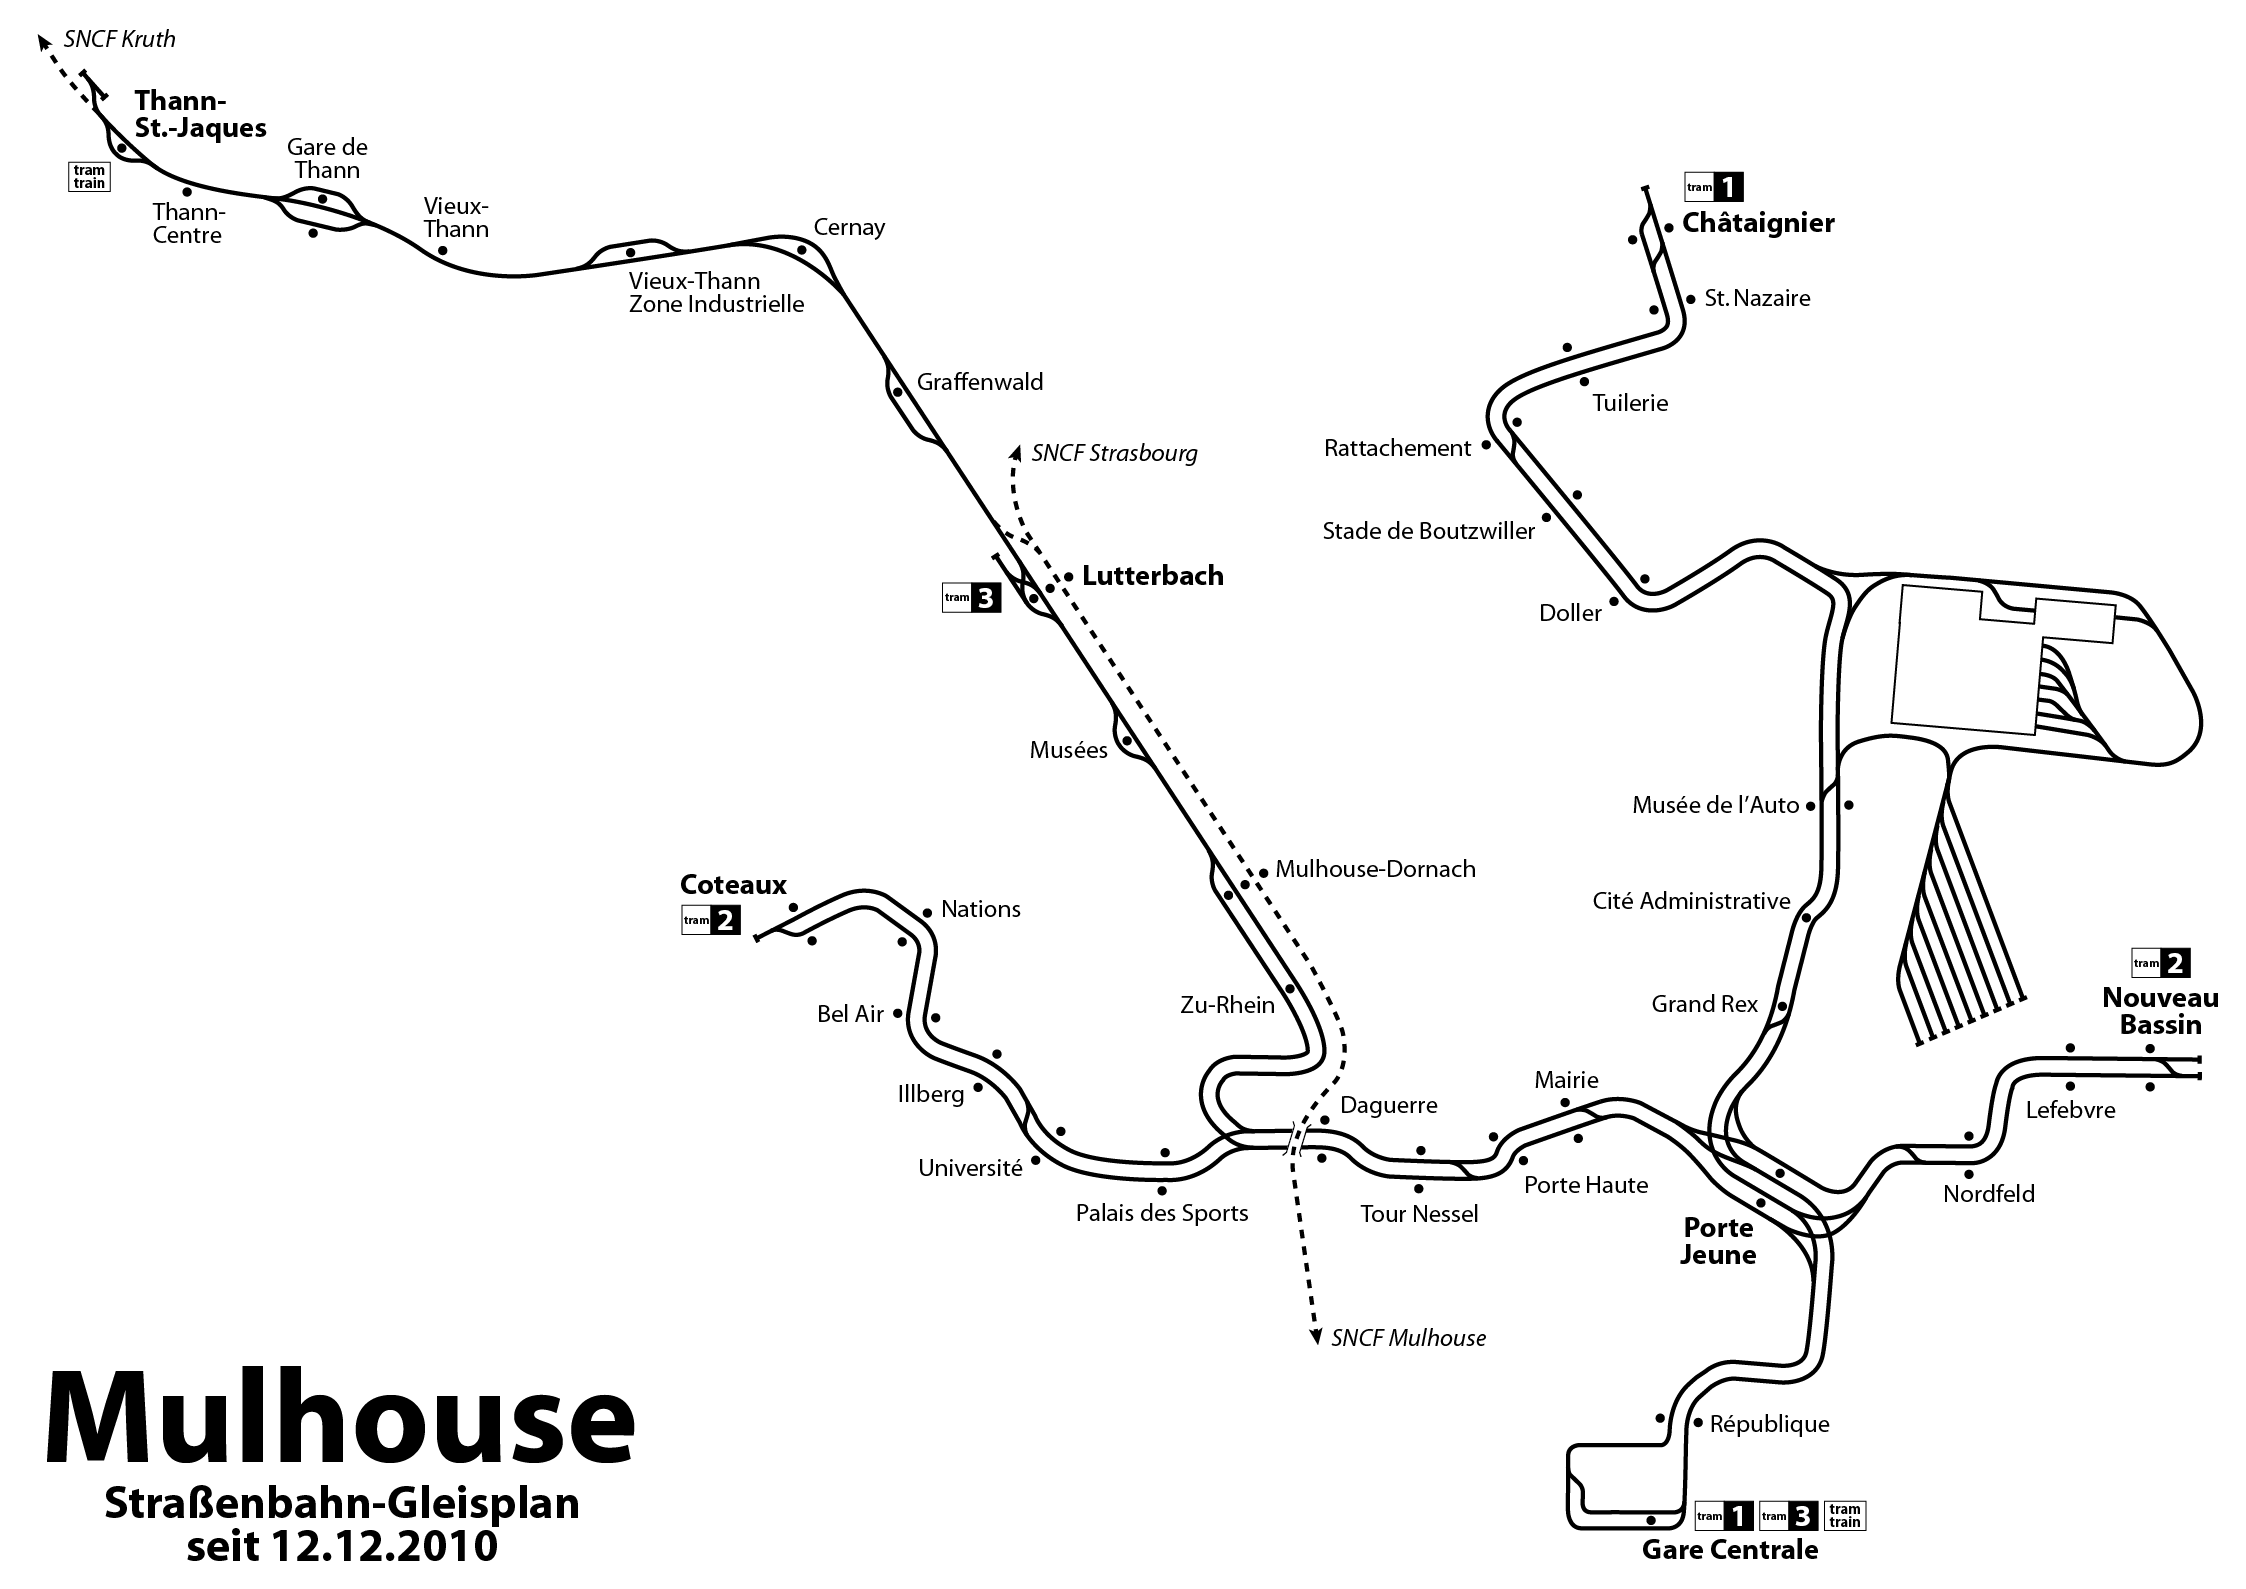 SNCF Kruth
Thann-
St.-Jaques
tram
train
Gare de
Thann
Thann-
Centre
Vieux-
Thann
Cernay
Vieux-Thann
Zone Industrielle
tram 1
Châtaignier
St. Nazaire
Graffenwald
Tuilerie
SNCF Strasbourg
Rattachement
Stade de Boutzwiller
Lutterbach
tram 3
Doller
Musées
Musée de l'Auto
Mulhouse-Dornach
Coteaux
tram 2
Nations
Cité Administrative
tram 2
Nouveau
Bassin
Zu-Rhein
Grand Rex
Bel Air
Mairie
Illberg
Daguerre
Lefebvre
Université
Porte Haute
Nordfeld
Palais des Sports
Tour Nessel
Porte
Jeune
SNCF Mulhouse
République
tram 1 tram 3 tram
train
Gare Centrale
Mulhouse
Straßenbahn-Gleisplan
seit 12.12.2010